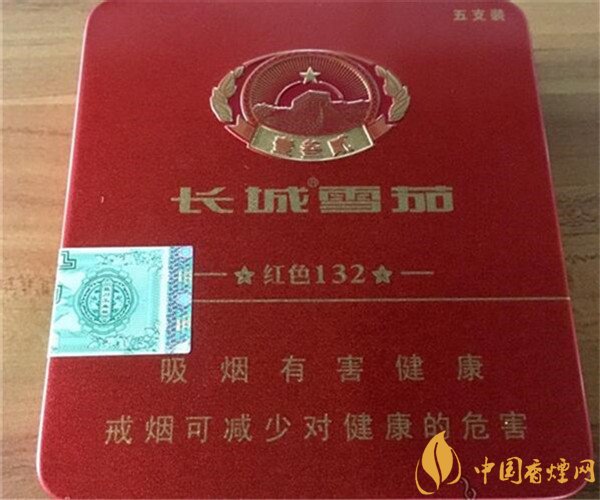 五支装
长城®雪茄
红色132
吸烟有害健康
戒烟可减少对健康的危害
中国香烟网